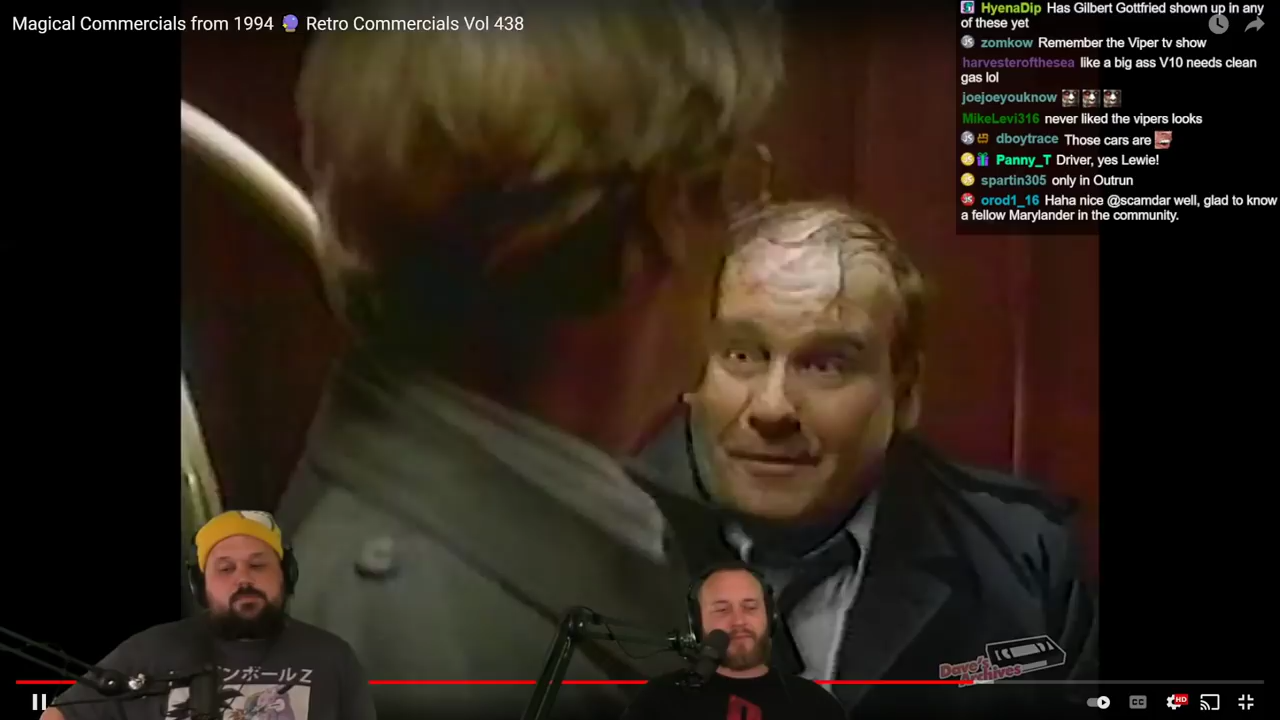 Magical Commercials from 1994 🔮 Retro Commercials Vol 438
HyenaDip Has Gilbert Gottfried shown up in any
of these yet
zomkow Remember the Viper tv show
harvesterofthesea like a big ass V10 needs clean
gas lol
joejoeyouknow
MikeLevi316 never liked the vipers looks
dboytrace Those cars are
Panny_T Driver, yes Lewie!
spartin305 only in Outrun
orod1_16 Haha nice @scamdar well, glad to know
a fellow Marylander in the community.
ンボールZ
Dave's
Archives
CC
HD